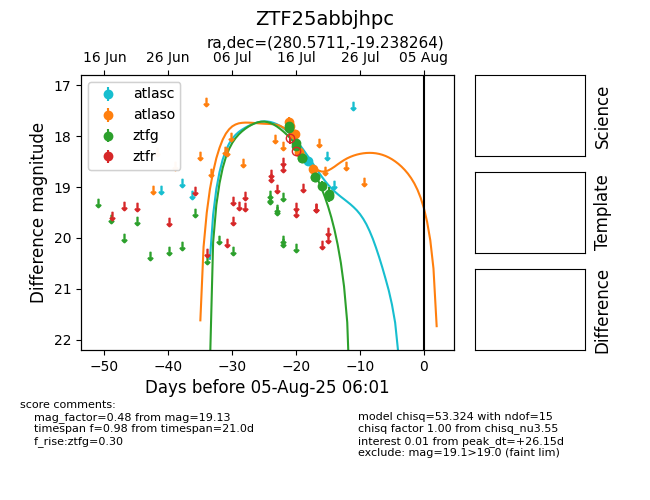 ZTF25abbjhpc
ra,dec=(280.5711,-19.238264)
16 Jun 26 Jun 06 Jul 16 Jul 26 Jul 05 Aug
17
18
19
20
21
22
Difference magnitude
atlasc
atlaso
ztfg
ztfr
−50 −40 −30 −20 −10 0
Days before 05-Aug-25 06:01
Science
Template
Difference
score comments:
mag_factor=0.48 from mag=19.13
timespan f=0.98 from timespan=21.0d
f_rise:ztfg=0.30
model chisq=53.324 with ndof=15
chisq factor 1.00 from chisq_nu3.55
interest 0.01 from peak_dt=+26.15d
exclude: mag=19.1>19.0 (faint lim)